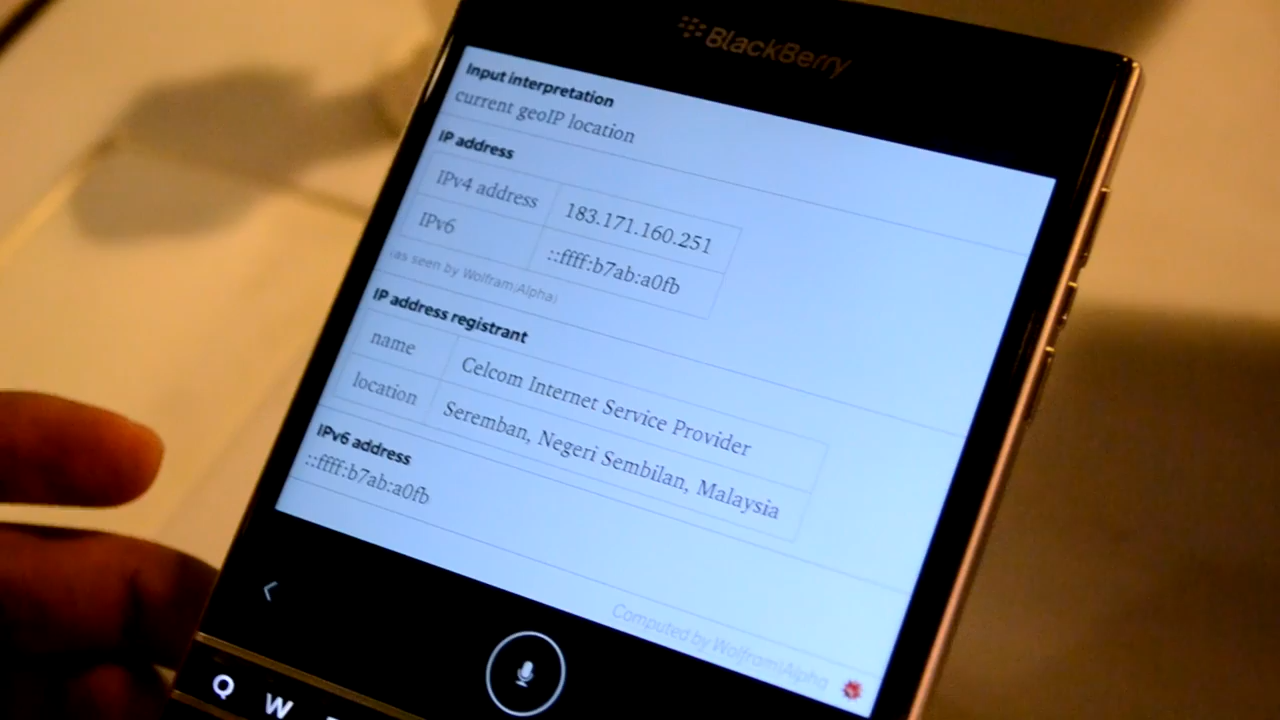 BlackBerry
Input interpretation
current geoIP location
IP address
IPv4 address 183.171.160.251
IPv6 ::ffff:b7ab:a0fb
(as seen by Wolfram|Alpha)
IP address registrant
name Celcom Internet Service Provider
location Seremban, Negeri Sembilan, Malaysia
IPv6 address
::ffff:b7ab:a0fb
Computed by Wolfram|Alpha
Q W